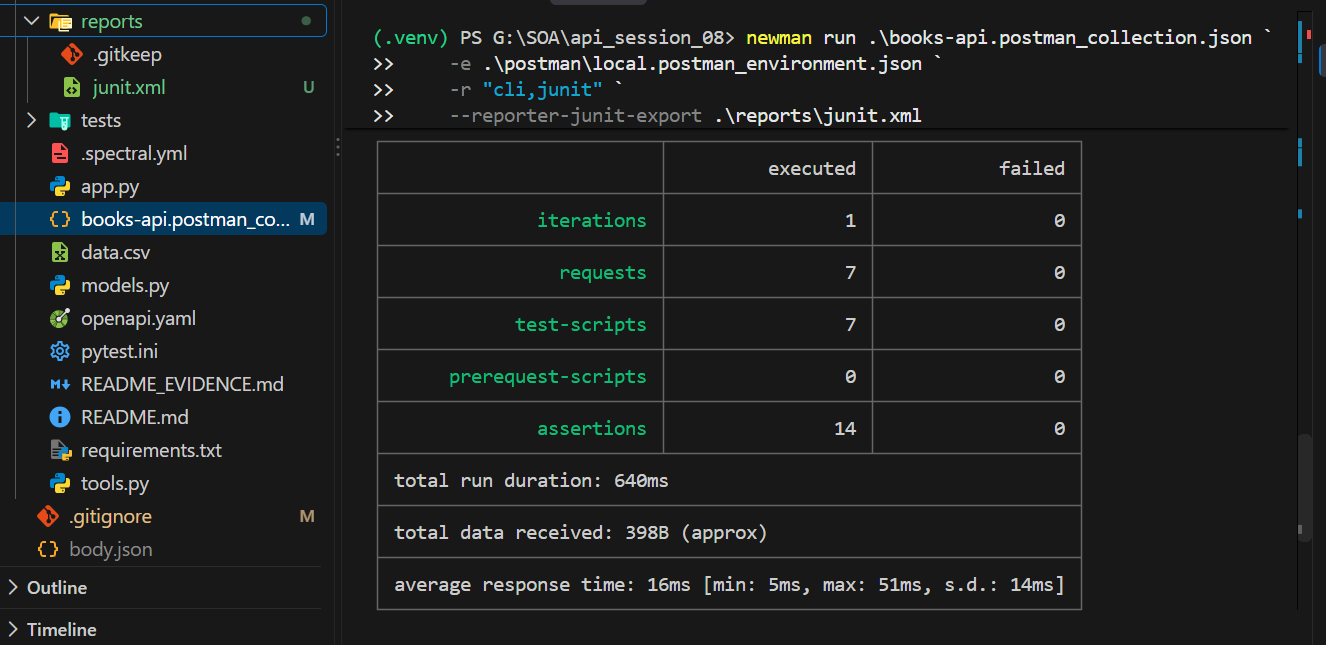 reports
.gitkeep
junit.xml U
tests
.spectral.yml
app.py
books-api.postman_co... M
data.csv
models.py
openapi.yaml
pytest.ini
README_EVIDENCE.md
README.md
requirements.txt
tools.py
.gitignore M
body.json
Outline
Timeline
(.venv) PS G:\SOA\api_session_08> newman run .\books-api.postman_collection.json `
>> -e .\postman\local.postman_environment.json `
>> -r "cli,junit" `
>> --reporter-junit-export .\reports\junit.xml
executed failed
iterations 1 0
requests 7 0
test-scripts 7 0
prerequest-scripts 0 0
assertions 14 0
total run duration: 640ms
total data received: 398B (approx)
average response time: 16ms [min: 5ms, max: 51ms, s.d.: 14ms]